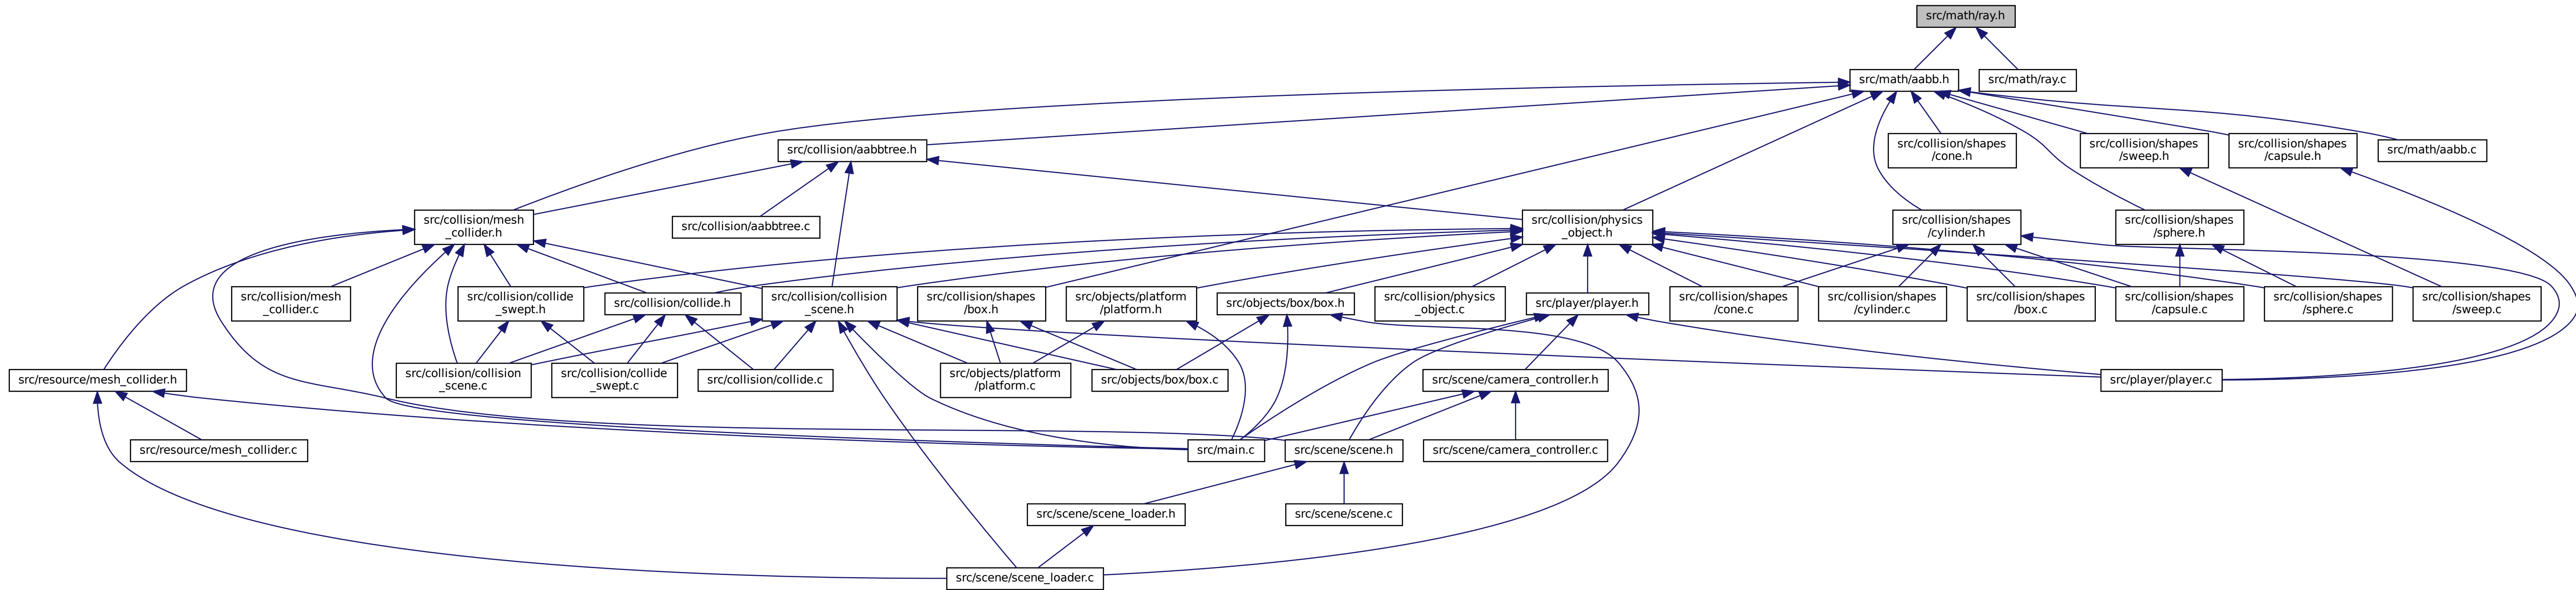 src/math/ray.h
src/math/aabb.h
src/math/ray.c
src/collision/aabbtree.h
src/collision/shapes
/cone.h
src/collision/shapes
/sweep.h
src/collision/shapes
/capsule.h
src/math/aabb.c
src/collision/mesh
_collider.h
src/collision/aabbtree.c
src/collision/physics
_object.h
src/collision/shapes
/cylinder.h
src/collision/shapes
/sphere.h
src/collision/mesh
_collider.c
src/collision/collide
_swept.h
src/collision/collide.h
src/collision/collision
_scene.h
src/collision/shapes
/box.h
src/objects/platform
/platform.h
src/objects/box/box.h
src/collision/physics
_object.c
src/player/player.h
src/collision/shapes
/cone.c
src/collision/shapes
/cylinder.c
src/collision/shapes
/box.c
src/collision/shapes
/capsule.c
src/collision/shapes
/sphere.c
src/collision/shapes
/sweep.c
src/resource/mesh_collider.h
src/collision/collision
_scene.c
src/collision/collide
_swept.c
src/collision/collide.c
src/objects/platform
/platform.c
src/objects/box/box.c
src/scene/camera_controller.h
src/player/player.c
src/resource/mesh_collider.c
src/main.c
src/scene/scene.h
src/scene/camera_controller.c
src/scene/scene_loader.h
src/scene/scene.c
src/scene/scene_loader.c